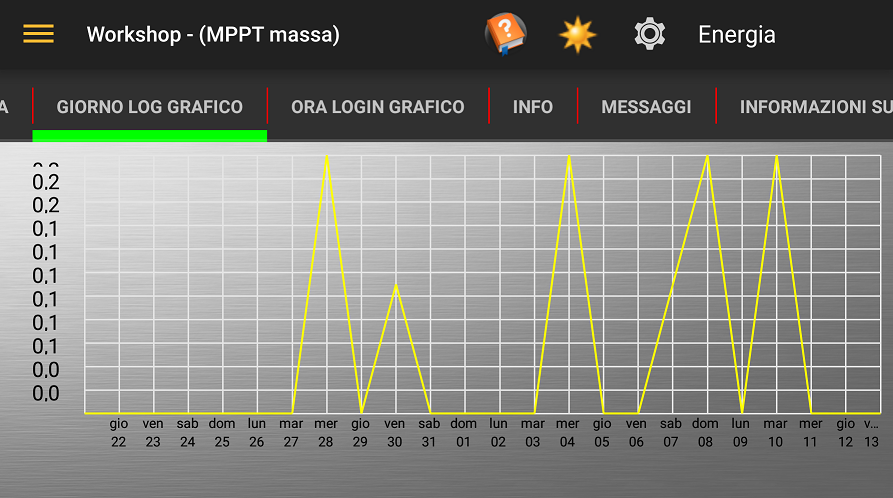 Workshop - (MPPT massa)
Energia
A
GIORNO LOG GRAFICO
ORA LOGIN GRAFICO
INFO
MESSAGGI
INFORMAZIONI SU
0,2
0,2
0,1
0,1
0,1
0,1
0,1
0,1
0,0
0,0
gio ven sab dom lun mar mer gio ven sab dom lun mar mer gio ven sab dom lun mar mer gio v...
22 23 24 25 26 27 28 29 30 31 01 02 03 04 05 06 07 08 09 10 11 12 13